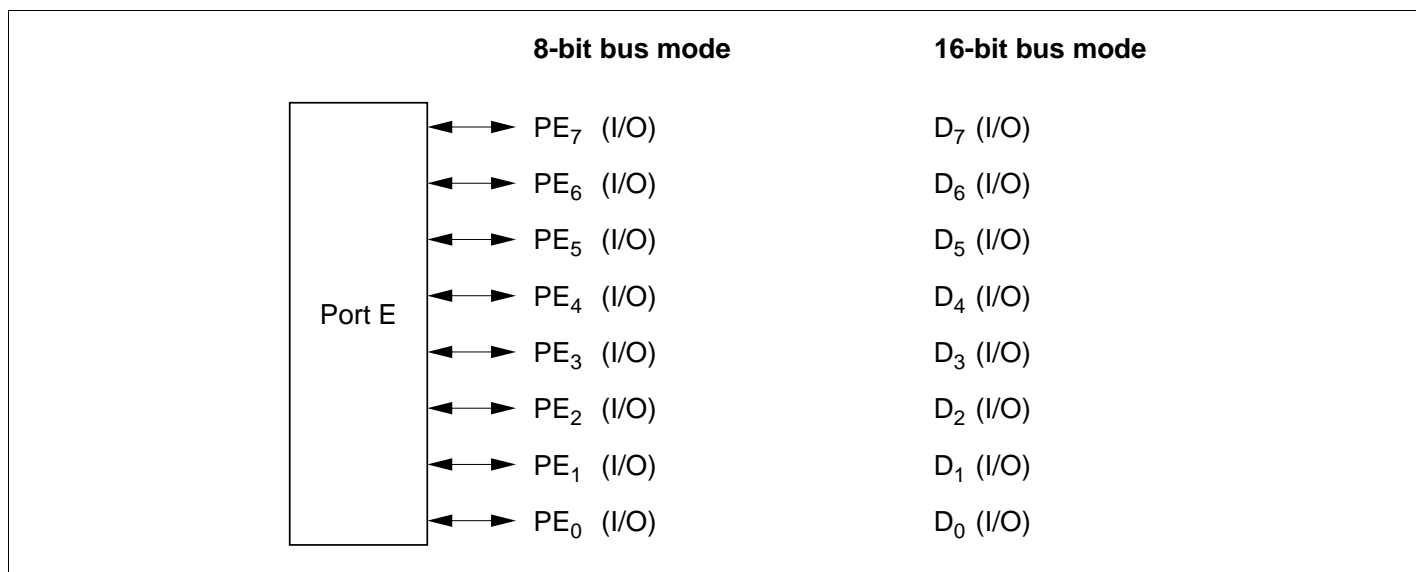 8-bit bus mode 16-bit bus mode
PE7 (I/O) D7 (I/O)
PE6 (I/O) D6 (I/O)
PE5 (I/O) D5 (I/O)
PE4 (I/O) D4 (I/O)
Port E
PE3 (I/O) D3 (I/O)
PE2 (I/O) D2 (I/O)
PE1 (I/O) D1 (I/O)
PE0 (I/O) D0 (I/O)